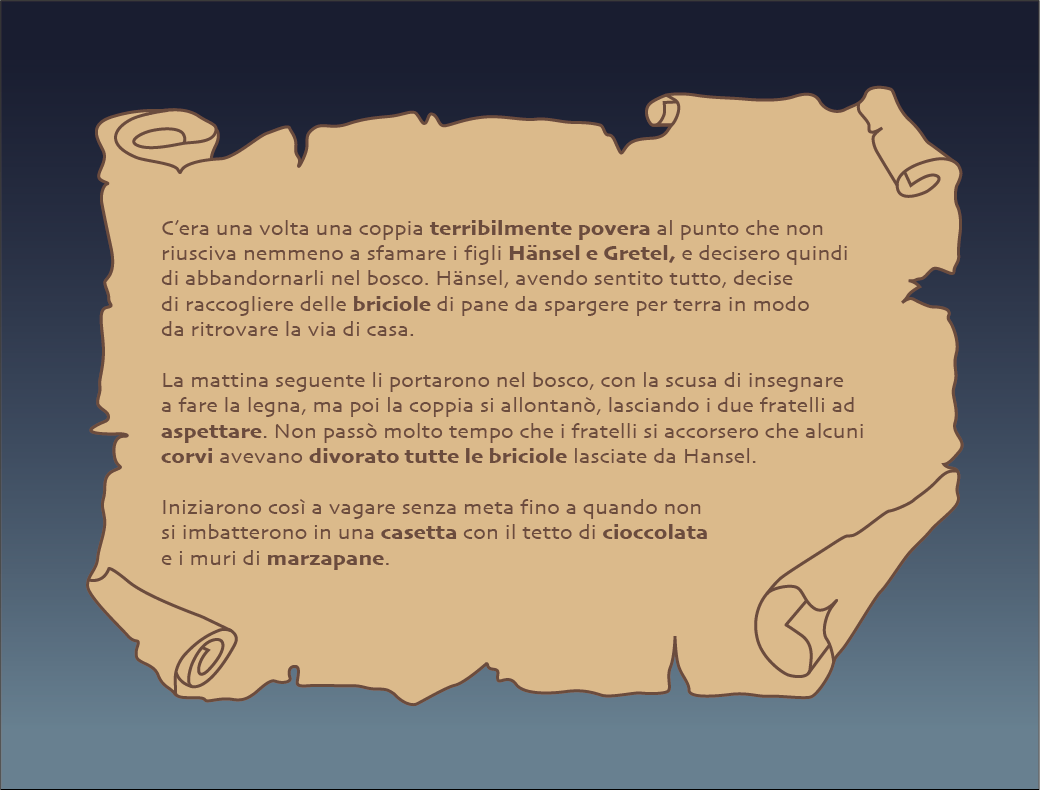 C’era una volta una coppia terribilmente povera al punto che non
riusciva nemmeno a sfamare i figli Hänsel e Gretel, e decisero quindi
di abbandornarli nel bosco. Hänsel, avendo sentito tutto, decise
di raccogliere delle briciole di pane da spargere per terra in modo
da ritrovare la via di casa.
La mattina seguente li portarono nel bosco, con la scusa di insegnare
a fare la legna, ma poi la coppia si allontanò, lasciando i due fratelli ad
aspettare. Non passò molto tempo che i fratelli si accorsero che alcuni
corvi avevano divorato tutte le briciole lasciate da Hansel.
Iniziarono così a vagare senza meta fino a quando non
si imbatterono in una casetta con il tetto di cioccolata
e i muri di marzapane.